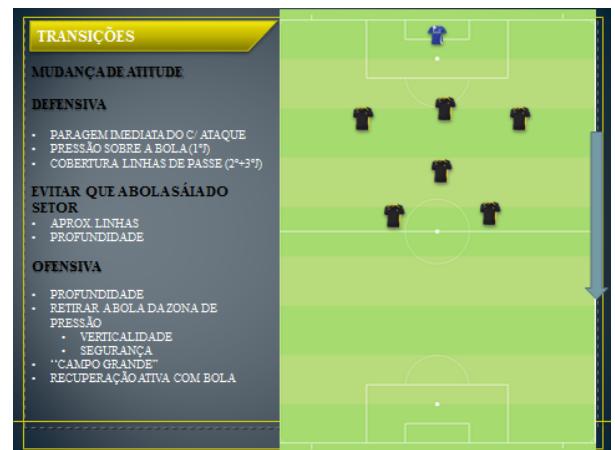 TRANSIÇÕES
MUDANÇA DE ATITUDE
DEFENSIVA
• PARAGEM IMEDIATA DO C/ ATAQUE
• PRESSÃO SOBRE A BOLA (1ºJ)
• COBERTURA LINHAS DE PASSE (2º+3ºJ)
EVITAR QUE A BOLA SÁIA DO
SETOR
• APROX. LINHAS
• PROFUNDIDADE
OFENSIVA
• PROFUNDIDADE
• RETIRAR A BOLA DA ZONA DE
PRESSÃO
• VERTICALIDADE
• SEGURANÇA
• “CAMPO GRANDE”
• RECUPERAÇÃO ATIVA COM BOLA